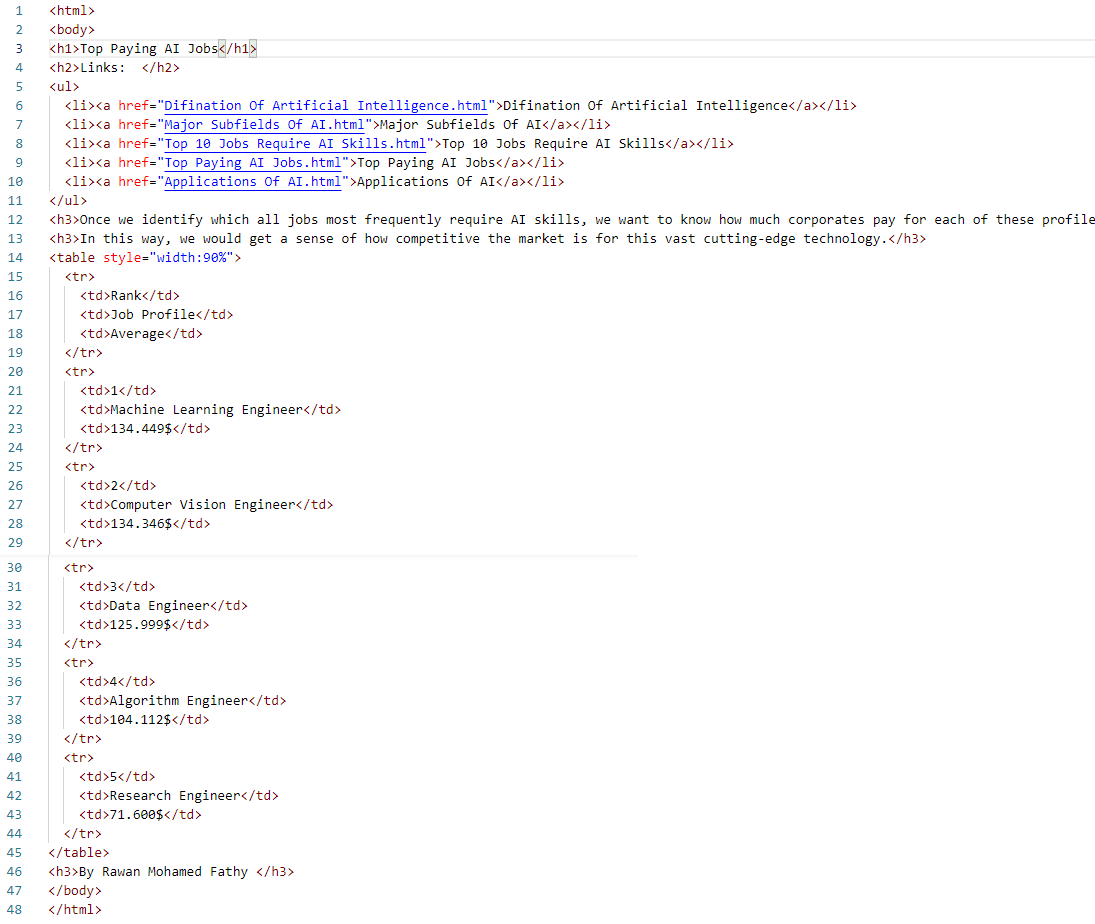 1 <html>
2 <body>
3 <h1>Top Paying AI Jobs</h1>
4 <h2>Links:  </h2>
5 <ul>
6   <li><a href="Difination Of Artificial Intelligence.html">Difination Of Artificial Intelligence</a></li>
7   <li><a href="Major Subfields Of AI.html">Major Subfields Of AI</a></li>
8   <li><a href="Top 10 Jobs Require AI Skills.html">Top 10 Jobs Require AI Skills</a></li>
9   <li><a href="Top Paying AI Jobs.html">Top Paying AI Jobs</a></li>
10   <li><a href="Applications Of AI.html">Applications Of AI</a></li>
11 </ul>
12 <h3>Once we identify which all jobs most frequently require AI skills, we want to know how much corporates pay for each of these profile
13 <h3>In this way, we would get a sense of how competitive the market is for this vast cutting-edge technology.</h3>
14 <table style="width:90%">
15   <tr>
16     <td>Rank</td>
17     <td>Job Profile</td>
18     <td>Average</td>
19   </tr>
20   <tr>
21     <td>1</td>
22     <td>Machine Learning Engineer</td>
23     <td>134.449$</td>
24   </tr>
25   <tr>
26     <td>2</td>
27     <td>Computer Vision Engineer</td>
28     <td>134.346$</td>
29   </tr>
30   <tr>
31     <td>3</td>
32     <td>Data Engineer</td>
33     <td>125.999$</td>
34   </tr>
35   <tr>
36     <td>4</td>
37     <td>Algorithm Engineer</td>
38     <td>104.112$</td>
39   </tr>
40   <tr>
41     <td>5</td>
42     <td>Research Engineer</td>
43     <td>71.600$</td>
44   </tr>
45 </table>
46 <h3>By Rawan Mohamed Fathy </h3>
47 </body>
48 </html>